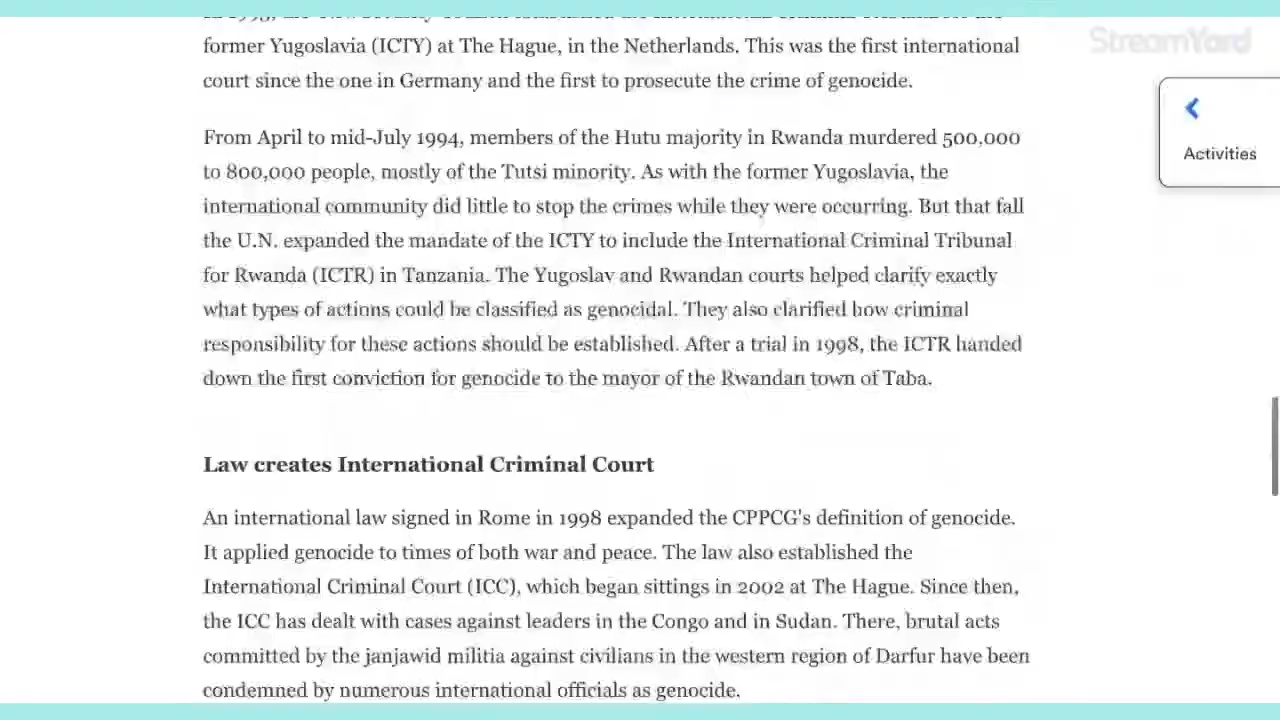 former Yugoslavia (ICTY) at The Hague, in the Netherlands. This was the first international
court since the one in Germany and the first to prosecute the crime of genocide.
From April to mid-July 1994, members of the Hutu majority in Rwanda murdered 500,000
to 800,000 people, mostly of the Tutsi minority. As with the former Yugoslavia, the
international community did little to stop the crimes while they were occurring. But that fall
the U.N. expanded the mandate of the ICTY to include the International Criminal Tribunal
for Rwanda (ICTR) in Tanzania. The Yugoslav and Rwandan courts helped clarify exactly
what types of actions could be classified as genocidal. They also clarified how criminal
responsibility for these actions should be established. After a trial in 1998, the ICTR handed
down the first conviction for genocide to the mayor of the Rwandan town of Taba.
Law creates International Criminal Court
An international law signed in Rome in 1998 expanded the CPPCG's definition of genocide.
It applied genocide to times of both war and peace. The law also established the
International Criminal Court (ICC), which began sittings in 2002 at The Hague. Since then,
the ICC has dealt with cases against leaders in the Congo and in Sudan. There, brutal acts
committed by the janjawid militia against civilians in the western region of Darfur have been
condemned by numerous international officials as genocide.
StreamYard
Activities